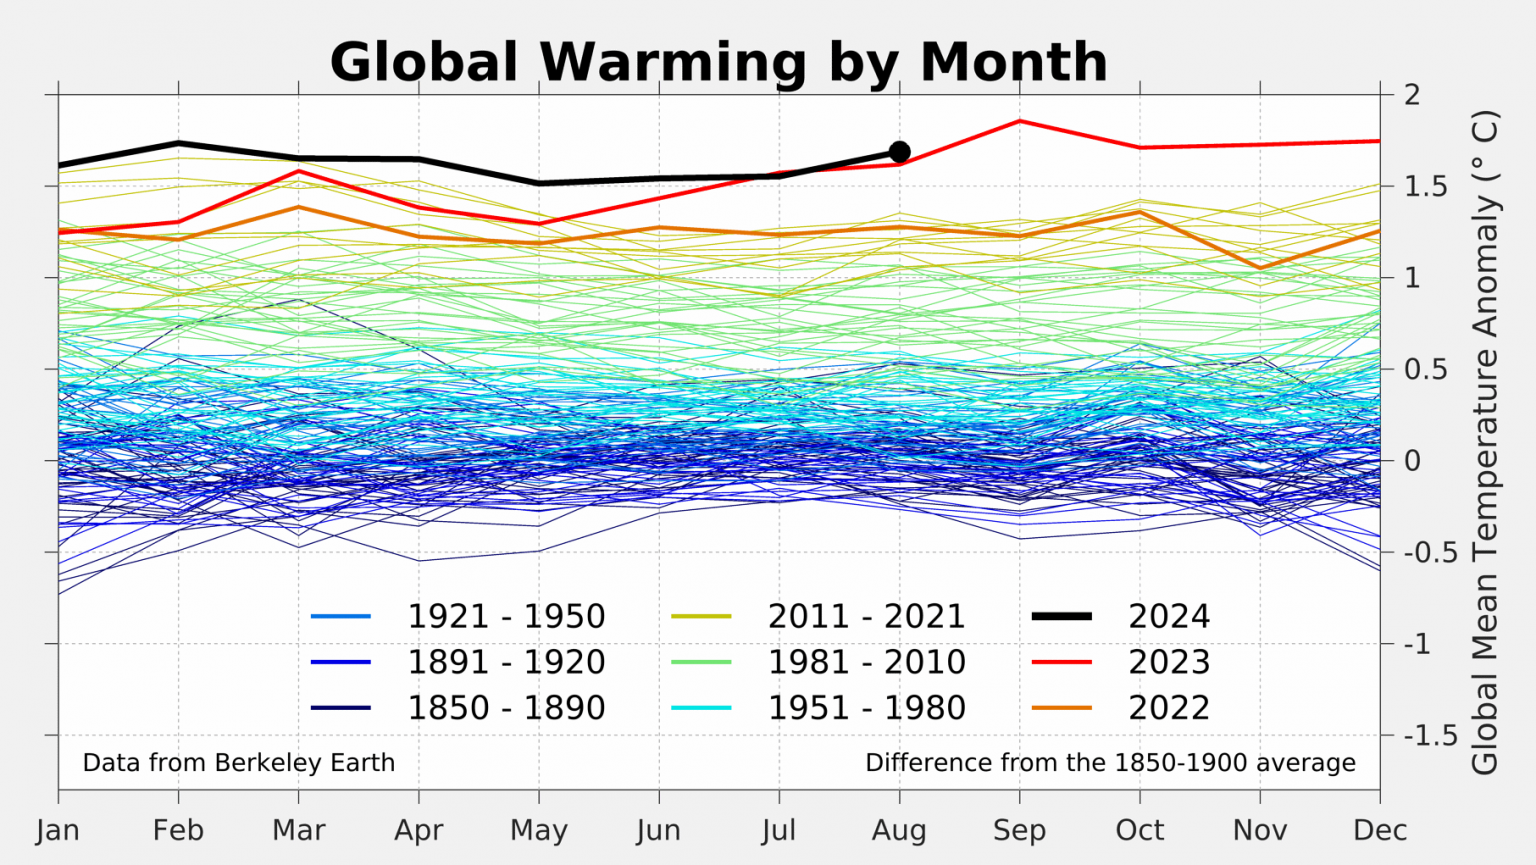 Global Warming by Month
2
1.5
1
0.5
0
-0.5
-1
-1.5
Global Mean Temperature Anomaly (° C)
1921 - 1950
2011 - 2021
2024
1891 - 1920
1981 - 2010
2023
1850 - 1890
1951 - 1980
2022
Data from Berkeley Earth
Difference from the 1850-1900 average
Jan Feb Mar Apr May Jun Jul Aug Sep Oct Nov Dec